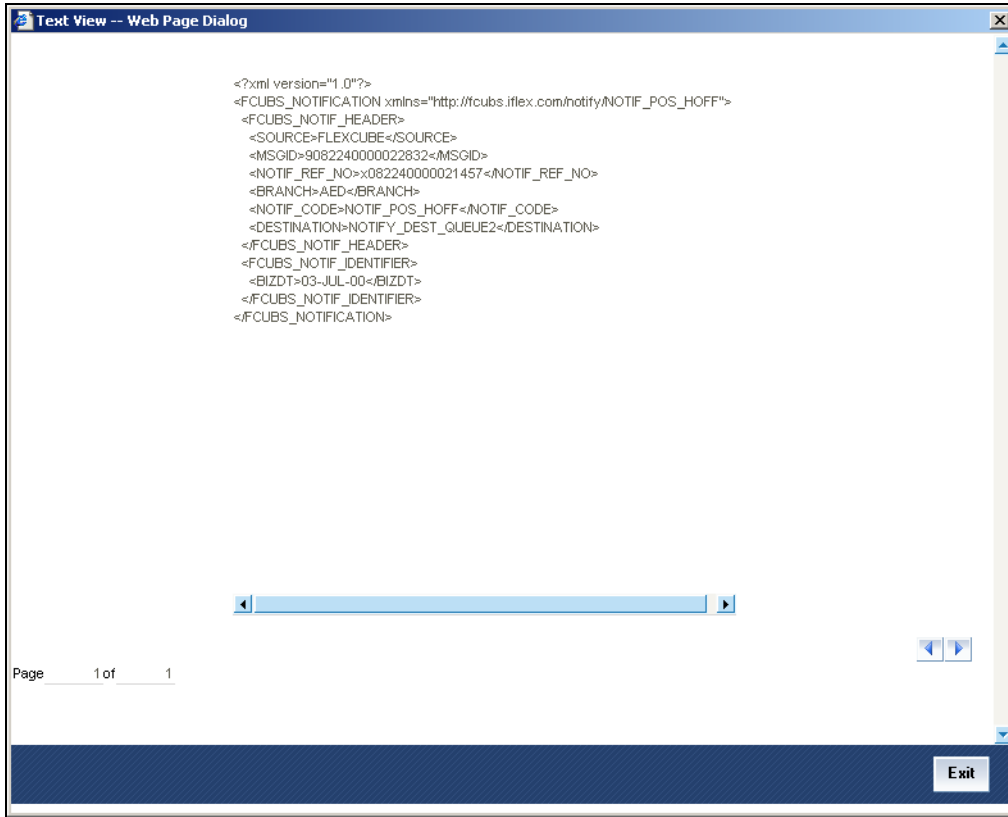 Text View -- Web Page Dialog
<?xml version="1.0"?>
<FCUBS_NOTIFICATION xmlns="http://fcubs.iflex.com/notify/NOTIF_POS_HOFF">
<FCUBS_NOTIF_HEADER>
<SOURCE>FLEXCUBE</SOURCE>
<MSGID>9082240000022832</MSGID>
<NOTIF_REF_NO>x082240000021457</NOTIF_REF_NO>
<BRANCH>AED</BRANCH>
<NOTIF_CODE>NOTIF_POS_HOFF</NOTIF_CODE>
<DESTINATION>NOTIFY_DEST_QUEUE2</DESTINATION>
</FCUBS_NOTIF_HEADER>
<FCUBS_NOTIF_IDENTIFIER>
<BIZDT>03-JUL-00</BIZDT>
</FCUBS_NOTIF_IDENTIFIER>
</FCUBS_NOTIFICATION>
Page 1 of 1
Exit